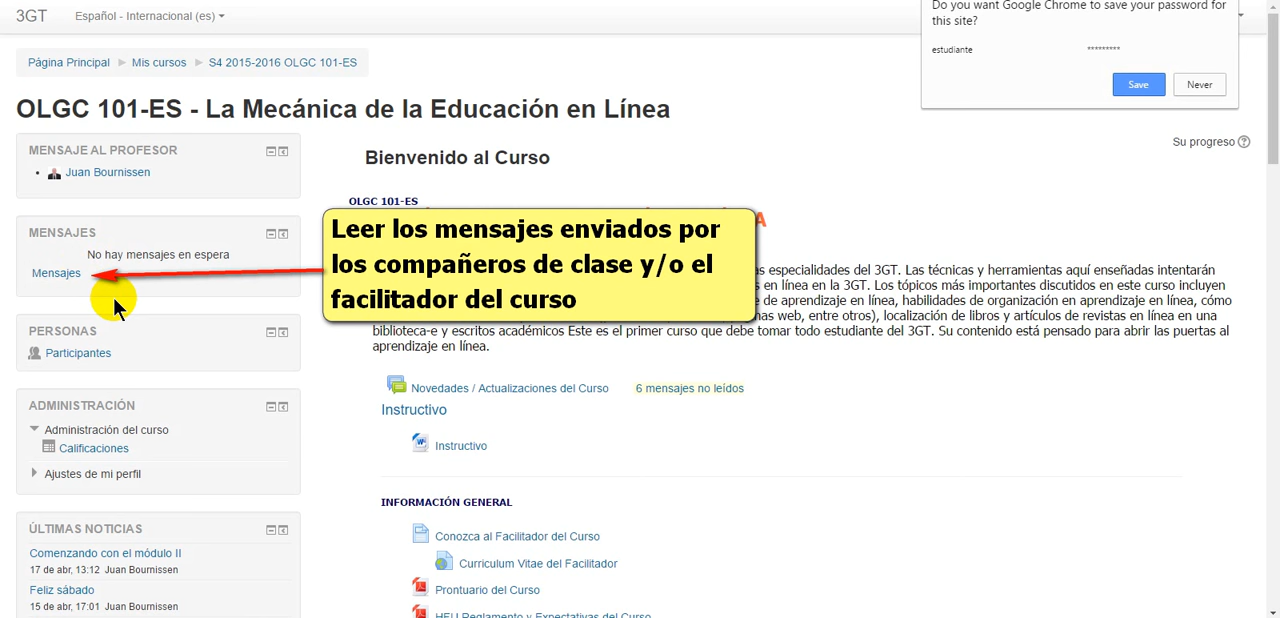 3GT Español - Internacional (es)
Do you want Google Chrome to save your password for
this site?
estudiante *********
Save Never
Página Principal Mis cursos S4 2015-2016 OLGC 101-ES
OLGC 101-ES - La Mecánica de la Educación en Línea
Su progreso
MENSAJE AL PROFESOR
Juan Bournissen
MENSAJES
No hay mensajes en espera
Mensajes
PERSONAS
Participantes
ADMINISTRACIÓN
Administración del curso
Calificaciones
Ajustes de mi perfil
ÚLTIMAS NOTICIAS
Comenzando con el módulo II
17 de abr, 13:12 Juan Bournissen
Feliz sábado
15 de abr, 17:01 Juan Bournissen
Bienvenido al Curso
OLGC 101-ES
A
Leer los mensajes enviados por
los compañeros de clase y/o el
facilitador del curso
as especialidades del 3GT. Las técnicas y herramientas aquí enseñadas intentarán
s en línea en la 3GT. Los tópicos más importantes discutidos en este curso incluyen
e de aprendizaje en línea, habilidades de organización en aprendizaje en línea, cómo
nas web, entre otros), localización de libros y artículos de revistas en línea en una
biblioteca-e y escritos académicos Este es el primer curso que debe tomar todo estudiante del 3GT. Su contenido está pensado para abrir las puertas al
aprendizaje en línea.
Novedades / Actualizaciones del Curso 6 mensajes no leídos
Instructivo
Instructivo
INFORMACIÓN GENERAL
Conozca al Facilitador del Curso
Curriculum Vitae del Facilitador
Prontuario del Curso
HEU Reglamento y Expectativas del Curso